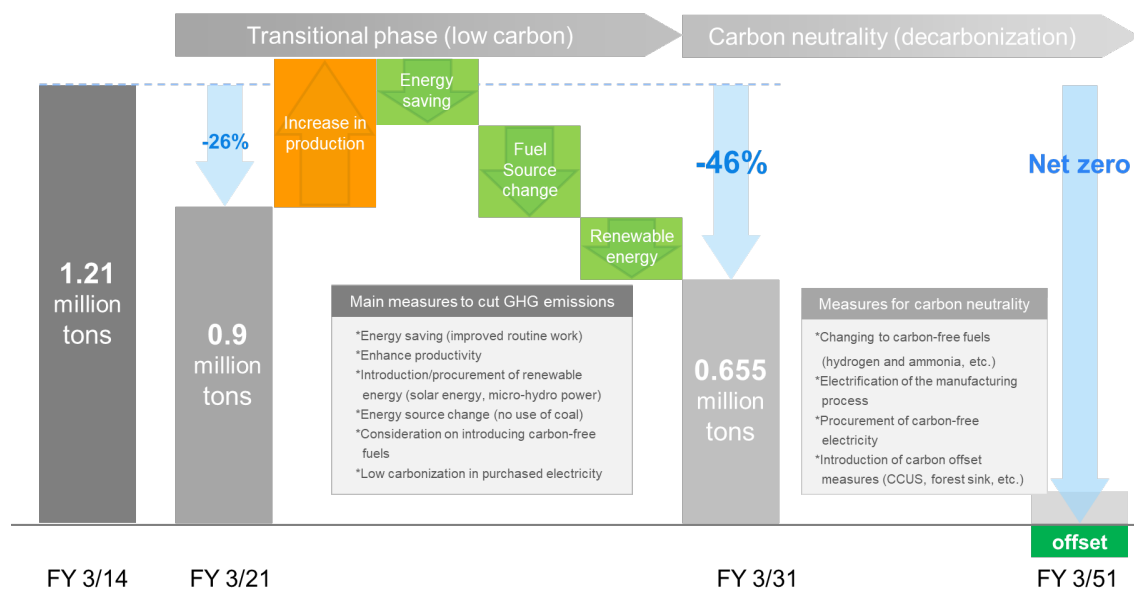 Transitional phase (low carbon)
Carbon neutrality (decarbonization)
1.21
million
tons
-26%
0.9
million
tons
Increase in
production
Energy
saving
Fuel
Source
change
Renewable
energy
Main measures to cut GHG emissions
*Energy saving (improved routine work)
*Enhance productivity
*Introduction/procurement of renewable
energy (solar energy, micro-hydro power)
*Energy source change (no use of coal)
*Consideration on introducing carbon-free
fuels
*Low carbonization in purchased electricity
-46%
0.655
million
tons
Measures for carbon neutrality
*Changing to carbon-free fuels
(hydrogen and ammonia, etc.)
*Electrification of the manufacturing
process
*Procurement of carbon-free
electricity
*Introduction of carbon offset
measures (CCUS, forest sink, etc.)
Net zero
offset
FY 3/14
FY 3/21
FY 3/31
FY 3/51